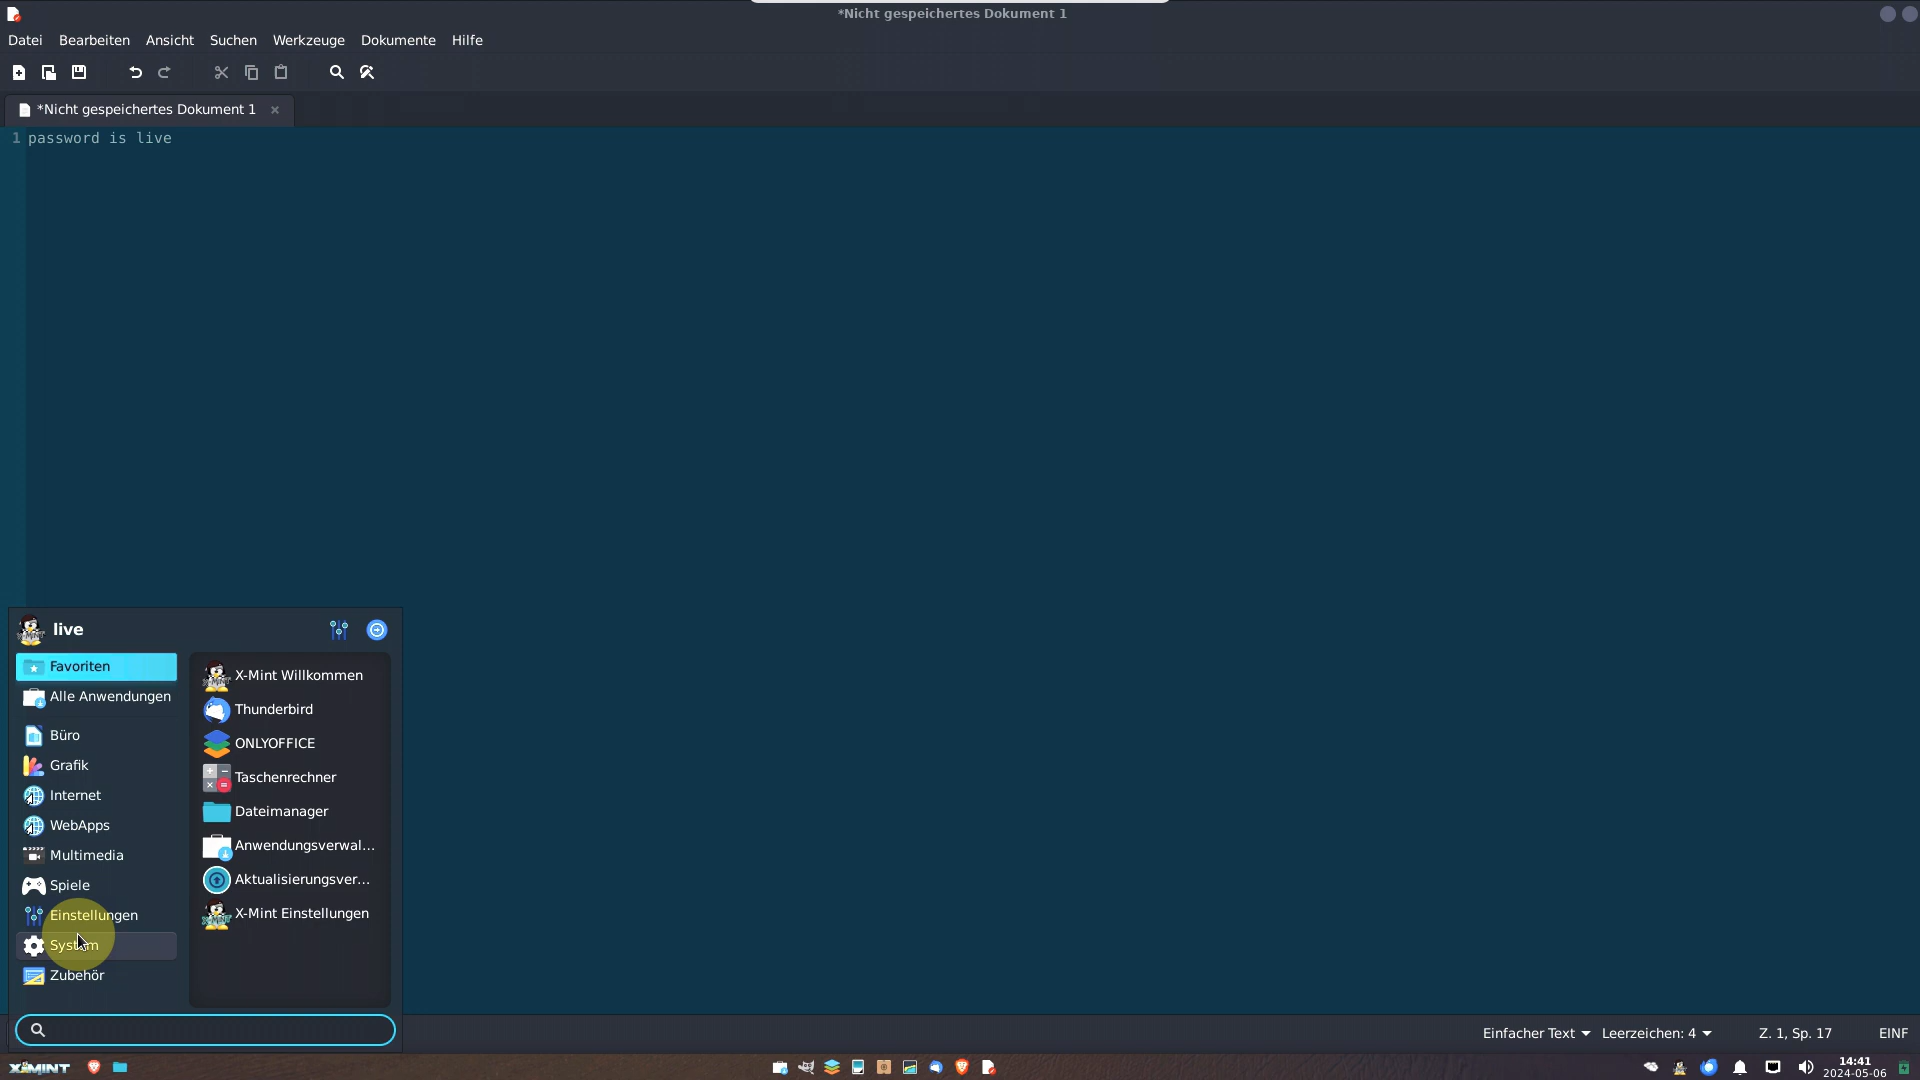 *Nicht gespeichertes Dokument 1
Datei Bearbeiten Ansicht Suchen Werkzeuge Dokumente Hilfe
*Nicht gespeichertes Dokument 1
1 password is live
live
Favoriten
Alle Anwendungen
Büro
Grafik
Internet
WebApps
Multimedia
Spiele
Einstellungen
System
Zubehör
X-Mint Willkommen
Thunderbird
ONLYOFFICE
Taschenrechner
Dateimanager
Anwendungsverwal...
Aktualisierungsver...
X-Mint Einstellungen
Einfacher Text Leerzeichen: 4 Z. 1, Sp. 17 EINF
X-MINT
14:41
2024-05-06